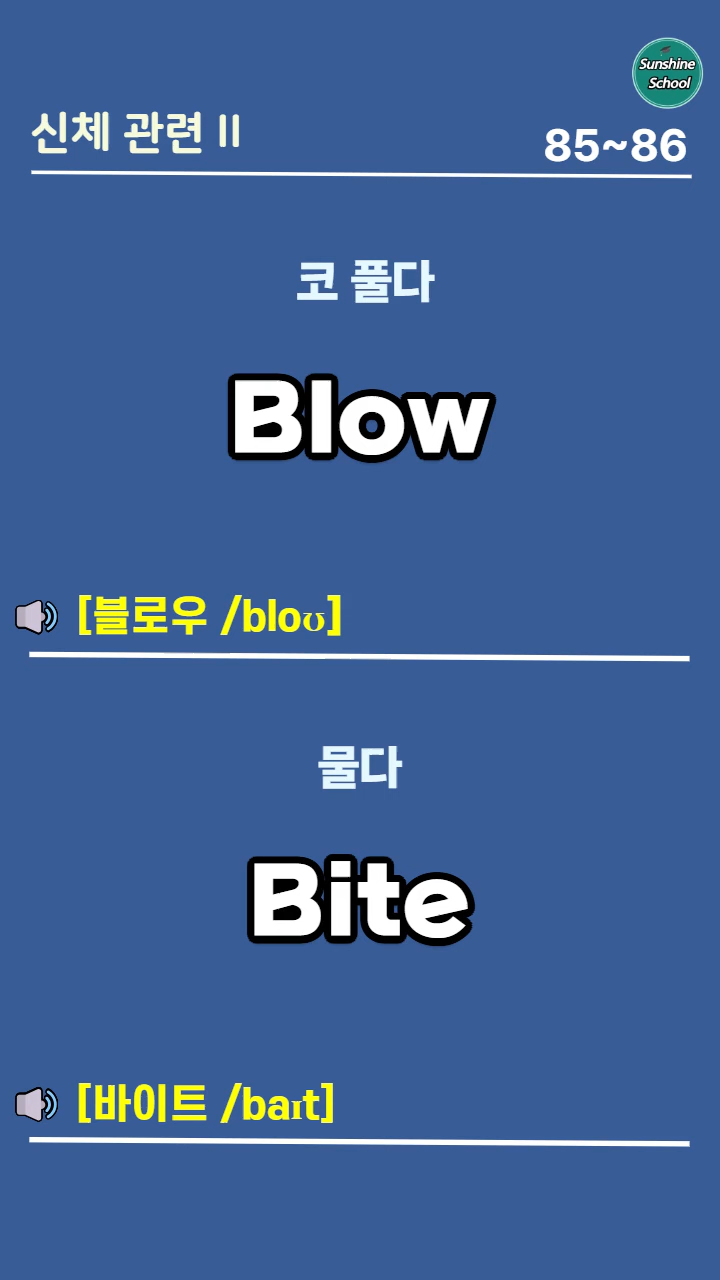 Sunshine
School
신체 관련 II
85~86
코 풀다
Blow
[블로우 /bloʊ]
물다
Bite
[바이트 /baɪt]